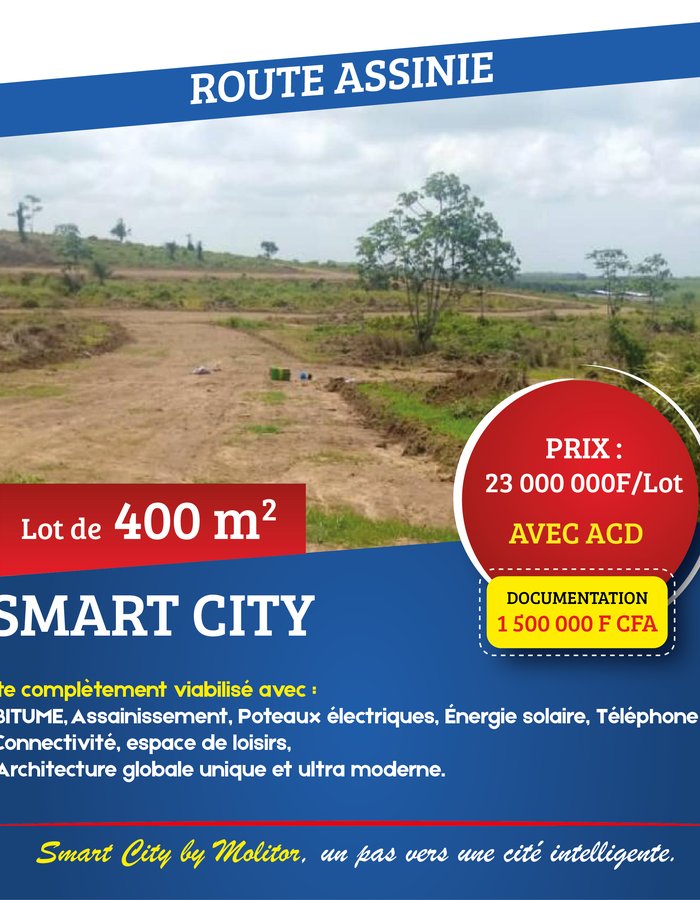 ROUTE ASSINIE
PRIX :
23 000 000F/Lot
AVEC ACD
Lot de 400 m²
DOCUMENTATION
1 500 000 F CFA
SMART CITY
te complètement viabilisé avec :
BITUME, Assainissement, Poteaux électriques, Énergie solaire, Téléphone
Connectivité, espace de loisirs,
Architecture globale unique et ultra moderne.
Smart City by Molitor, un pas vers une cité intelligente.